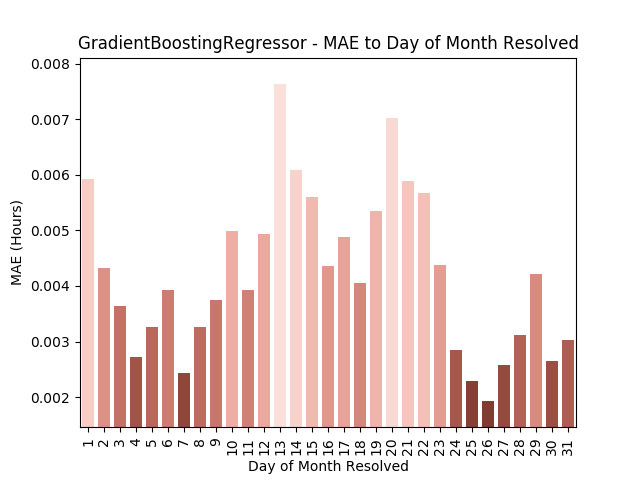 GradientBoostingRegressor - MAE to Day of Month Resolved
0.008
0.007
0.006
0.005
0.004
0.003
0.002
MAE (Hours)
1 2 3 4 5 6 7 8 9 10 11 12 13 14 15 16 17 18 19 20 21 22 23 24 25 26 27 28 29 30 31
Day of Month Resolved